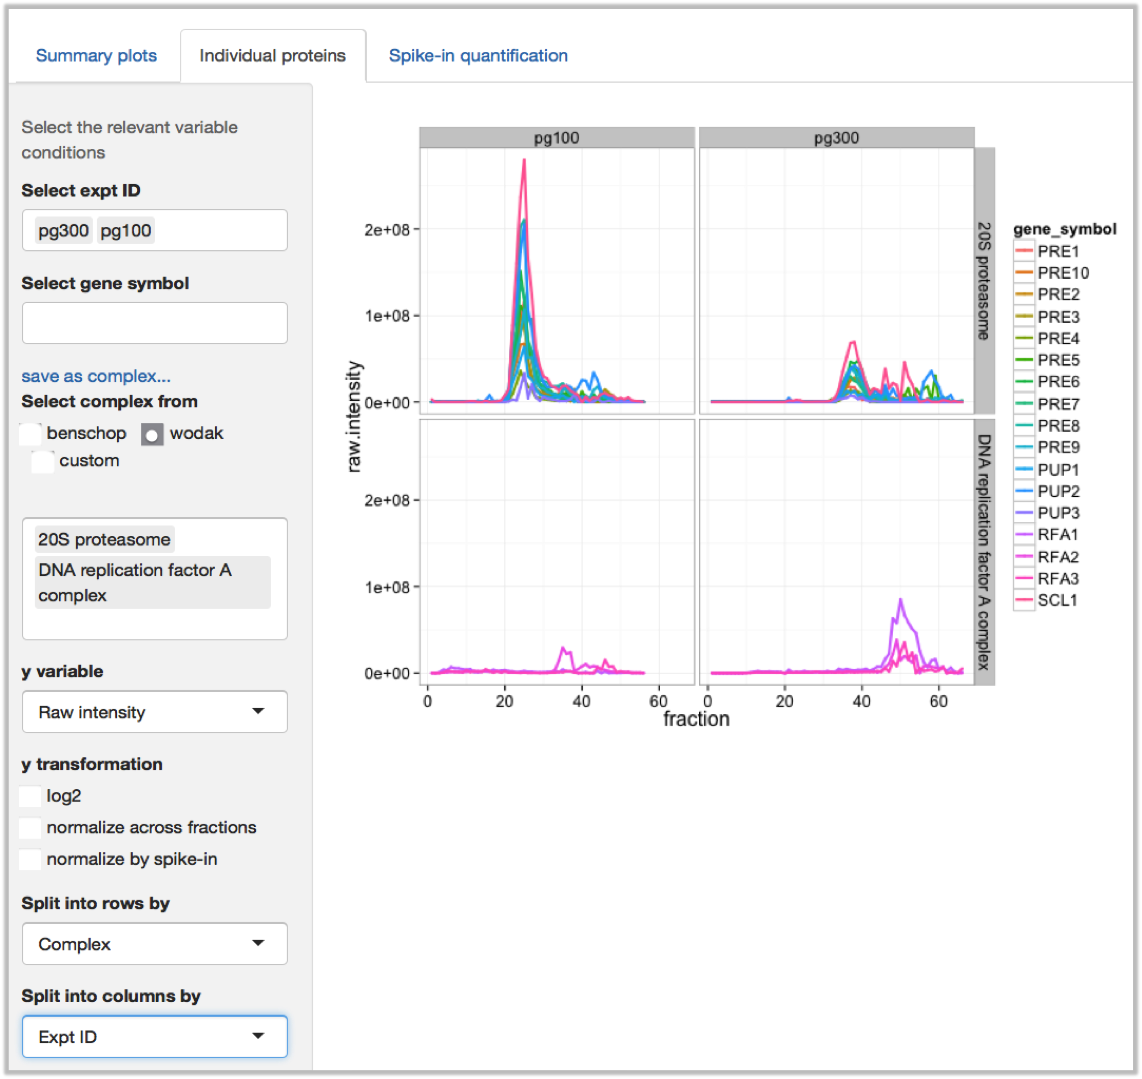 Summary plots
Individual proteins
Spike-in quantification
Select the relevant variable
conditions
Select expt ID
pg300 pg100
Select gene symbol
save as complex...
Select complex from
benschop
wodak
custom
20S proteasome
DNA replication factor A
complex
y variable
Raw intensity
y transformation
log2
normalize across fractions
normalize by spike-in
Split into rows by
Complex
Split into columns by
Expt ID
pg100
pg300
raw.intensity
2e+08
1e+08
0e+00
20S proteasome
2e+08
1e+08
0e+00
DNA replication factor A complex
0 20 40 60
0 20 40 60
fraction
gene_symbol
PRE1
PRE10
PRE2
PRE3
PRE4
PRE5
PRE6
PRE7
PRE8
PRE9
PUP1
PUP2
PUP3
RFA1
RFA2
RFA3
SCL1